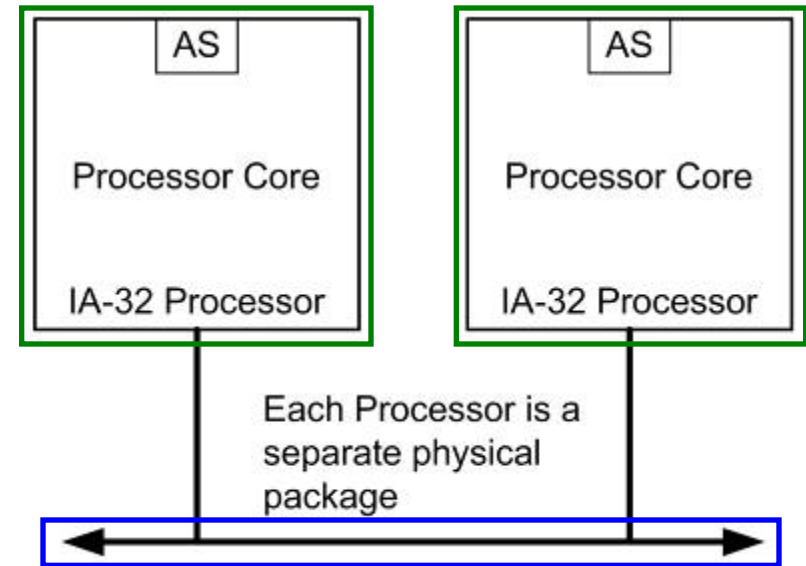 AS
Processor Core
IA-32 Processor
AS
Processor Core
IA-32 Processor
Each Processor is a
separate physical
package